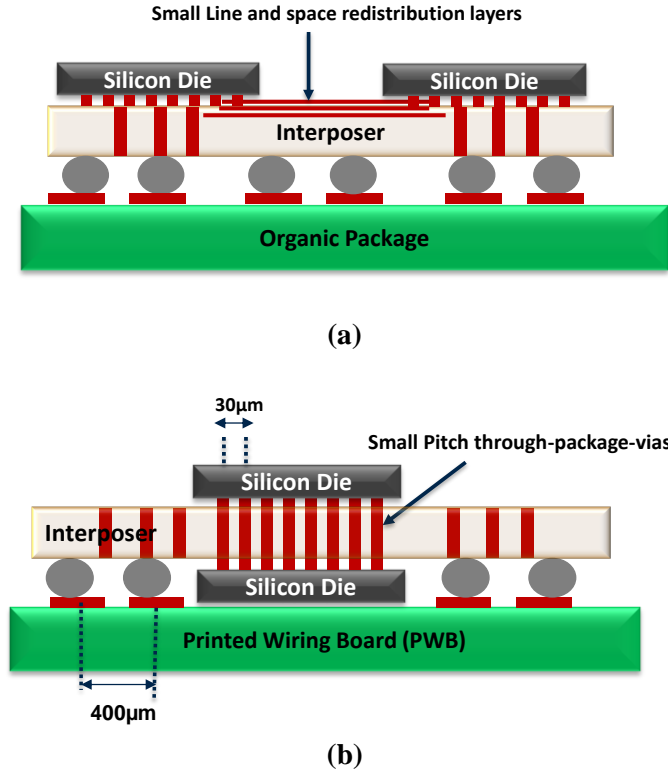 Small Line and space redistribution layers
Silicon Die
Silicon Die
Interposer
Organic Package
(a)
30µm
Small Pitch through-package-vias
Silicon Die
Interposer
Silicon Die
Printed Wiring Board (PWB)
400µm
(b)